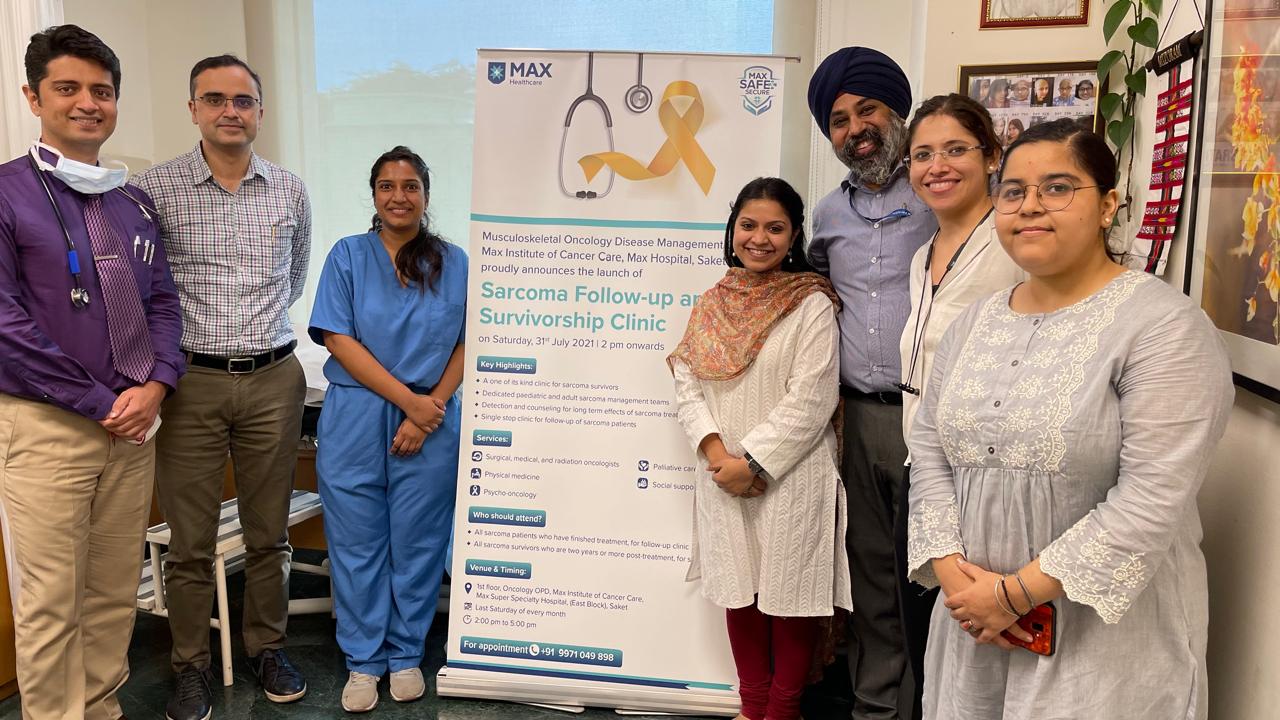 MAX
Healthcare
MAX
SAFE
SECURE
MIZORAM
Musculoskeletal Oncology Disease Management
Max Institute of Cancer Care, Max Hospital, Saket
proudly announces the launch of
Sarcoma Follow-up
Survivorship Clinic
on Saturday, 31st July 2021 | 2 pm onwards
Key Highlights:
A one of its kind clinic for sarcoma survivors
Dedicated paediatric and adult sarcoma management teams
Detection and counseling for long term effects of sarcoma
Single stop clinic for follow-up of sarcoma patients
Services:
Surgical, medical, and radiation oncologists
Palliative
Physical medicine
Social
Psycho-oncology
Who should attend?
All sarcoma patients who have finished treatment, for follow-up clinic
All sarcoma survivors who are two years or more post-treatment, for
Venue & Timing:
1st floor, Oncology OPD, Max Institute of Cancer Care,
Max Super Specialty Hospital, (East Block), Saket
Last Saturday of every month
2:00 pm to 5:00 pm
For appointment +91 9971 049 898